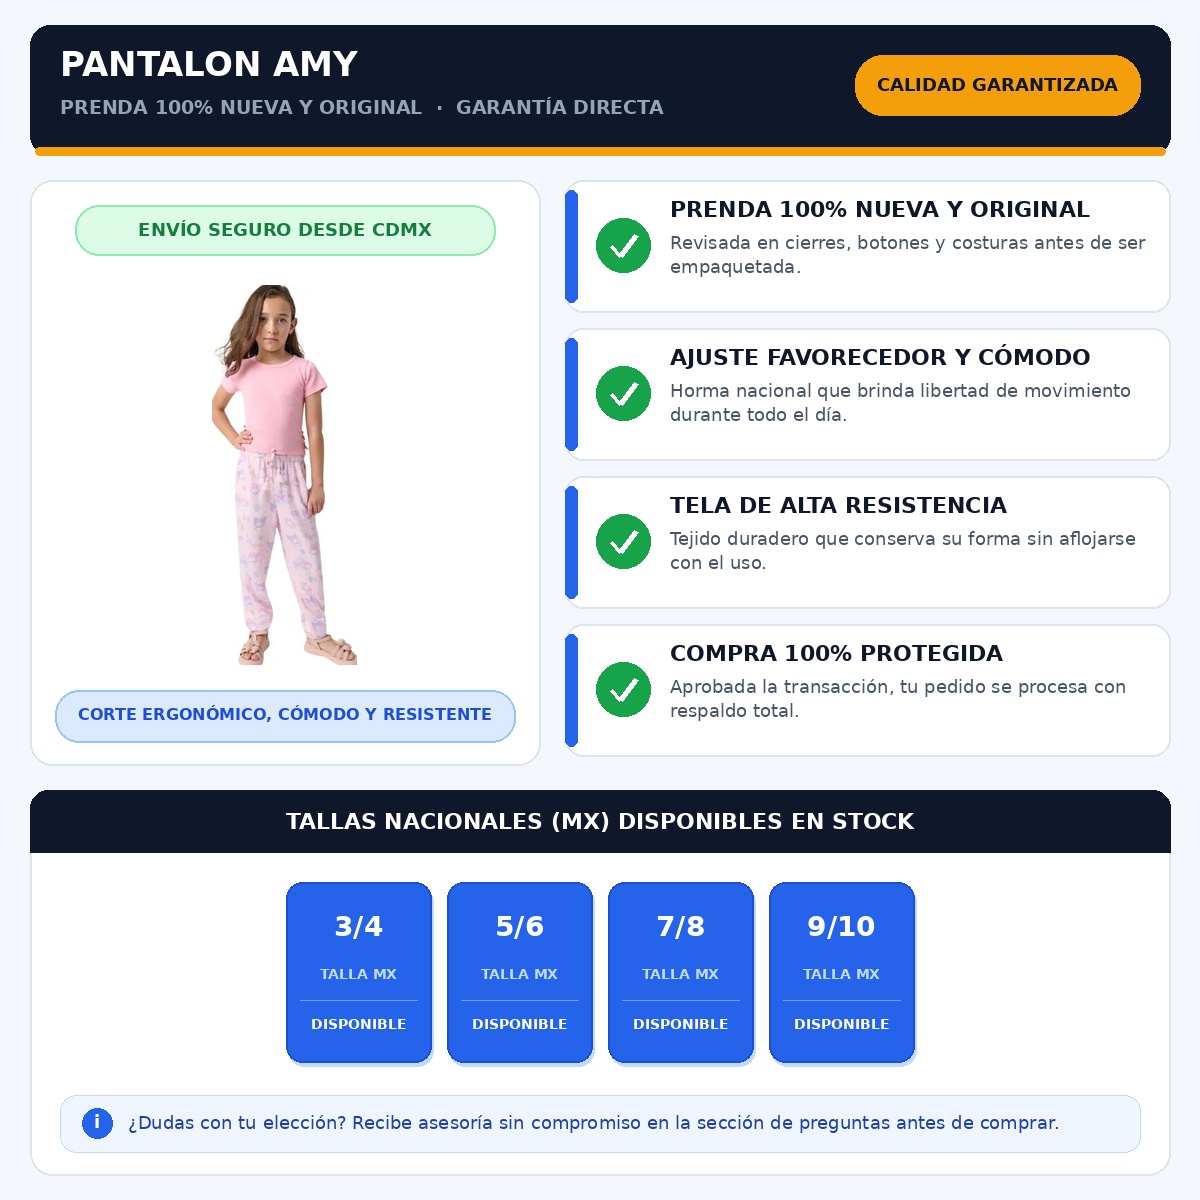 PANTALON AMY
PRENDA 100% NUEVA Y ORIGINAL · GARANTÍA DIRECTA
CALIDAD GARANTIZADA
ENVÍO SEGURO DESDE CDMX
CORTE ERGONÓMICO, CÓMODO Y RESISTENTE
PRENDA 100% NUEVA Y ORIGINAL
Revisada en cierres, botones y costuras antes de ser
empaquetada.
AJUSTE FAVORECEDOR Y CÓMODO
Horma nacional que brinda libertad de movimiento
durante todo el día.
TELA DE ALTA RESISTENCIA
Tejido duradero que conserva su forma sin aflojarse
con el uso.
COMPRA 100% PROTEGIDA
Aprobada la transacción, tu pedido se procesa con
respaldo total.
TALLAS NACIONALES (MX) DISPONIBLES EN STOCK
3/4
TALLA MX
DISPONIBLE
5/6
TALLA MX
DISPONIBLE
7/8
TALLA MX
DISPONIBLE
9/10
TALLA MX
DISPONIBLE
i ¿Dudas con tu elección? Recibe asesoría sin compromiso en la sección de preguntas antes de comprar.